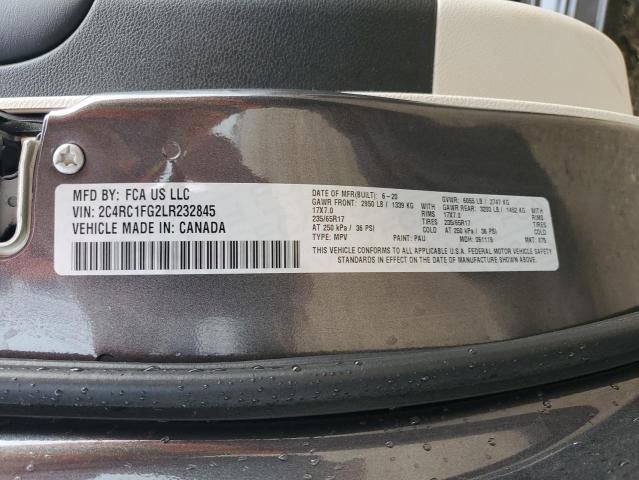 MFD BY: FCA US LLC
VIN: 2C4RC1FG2LR232845
VEHICLE MADE IN: CANADA
DATE OF MFR(BUILT): 6-20
GAWR FRONT: 2950 LB / 1339 KG WITH
17X7.0 RIMS
235/65R17 TIRES
AT 250 kPa / 36 PSI COLD
TYPE: MPV PAINT: PAU
GVWR: 6055 LB / 2747 KG
GAWR REAR: 3200 LB / 1452 KG WITH
17X7.0 RIMS
235/65R17 TIRES
AT 250 kPa / 36 PSI COLD
MDH: 061119 MKT: X75
THIS VEHICLE CONFORMS TO ALL APPLICABLE U.S.A. FEDERAL MOTOR VEHICLE SAFETY
STANDARDS IN EFFECT ON THE DATE OF MANUFACTURE SHOWN ABOVE.